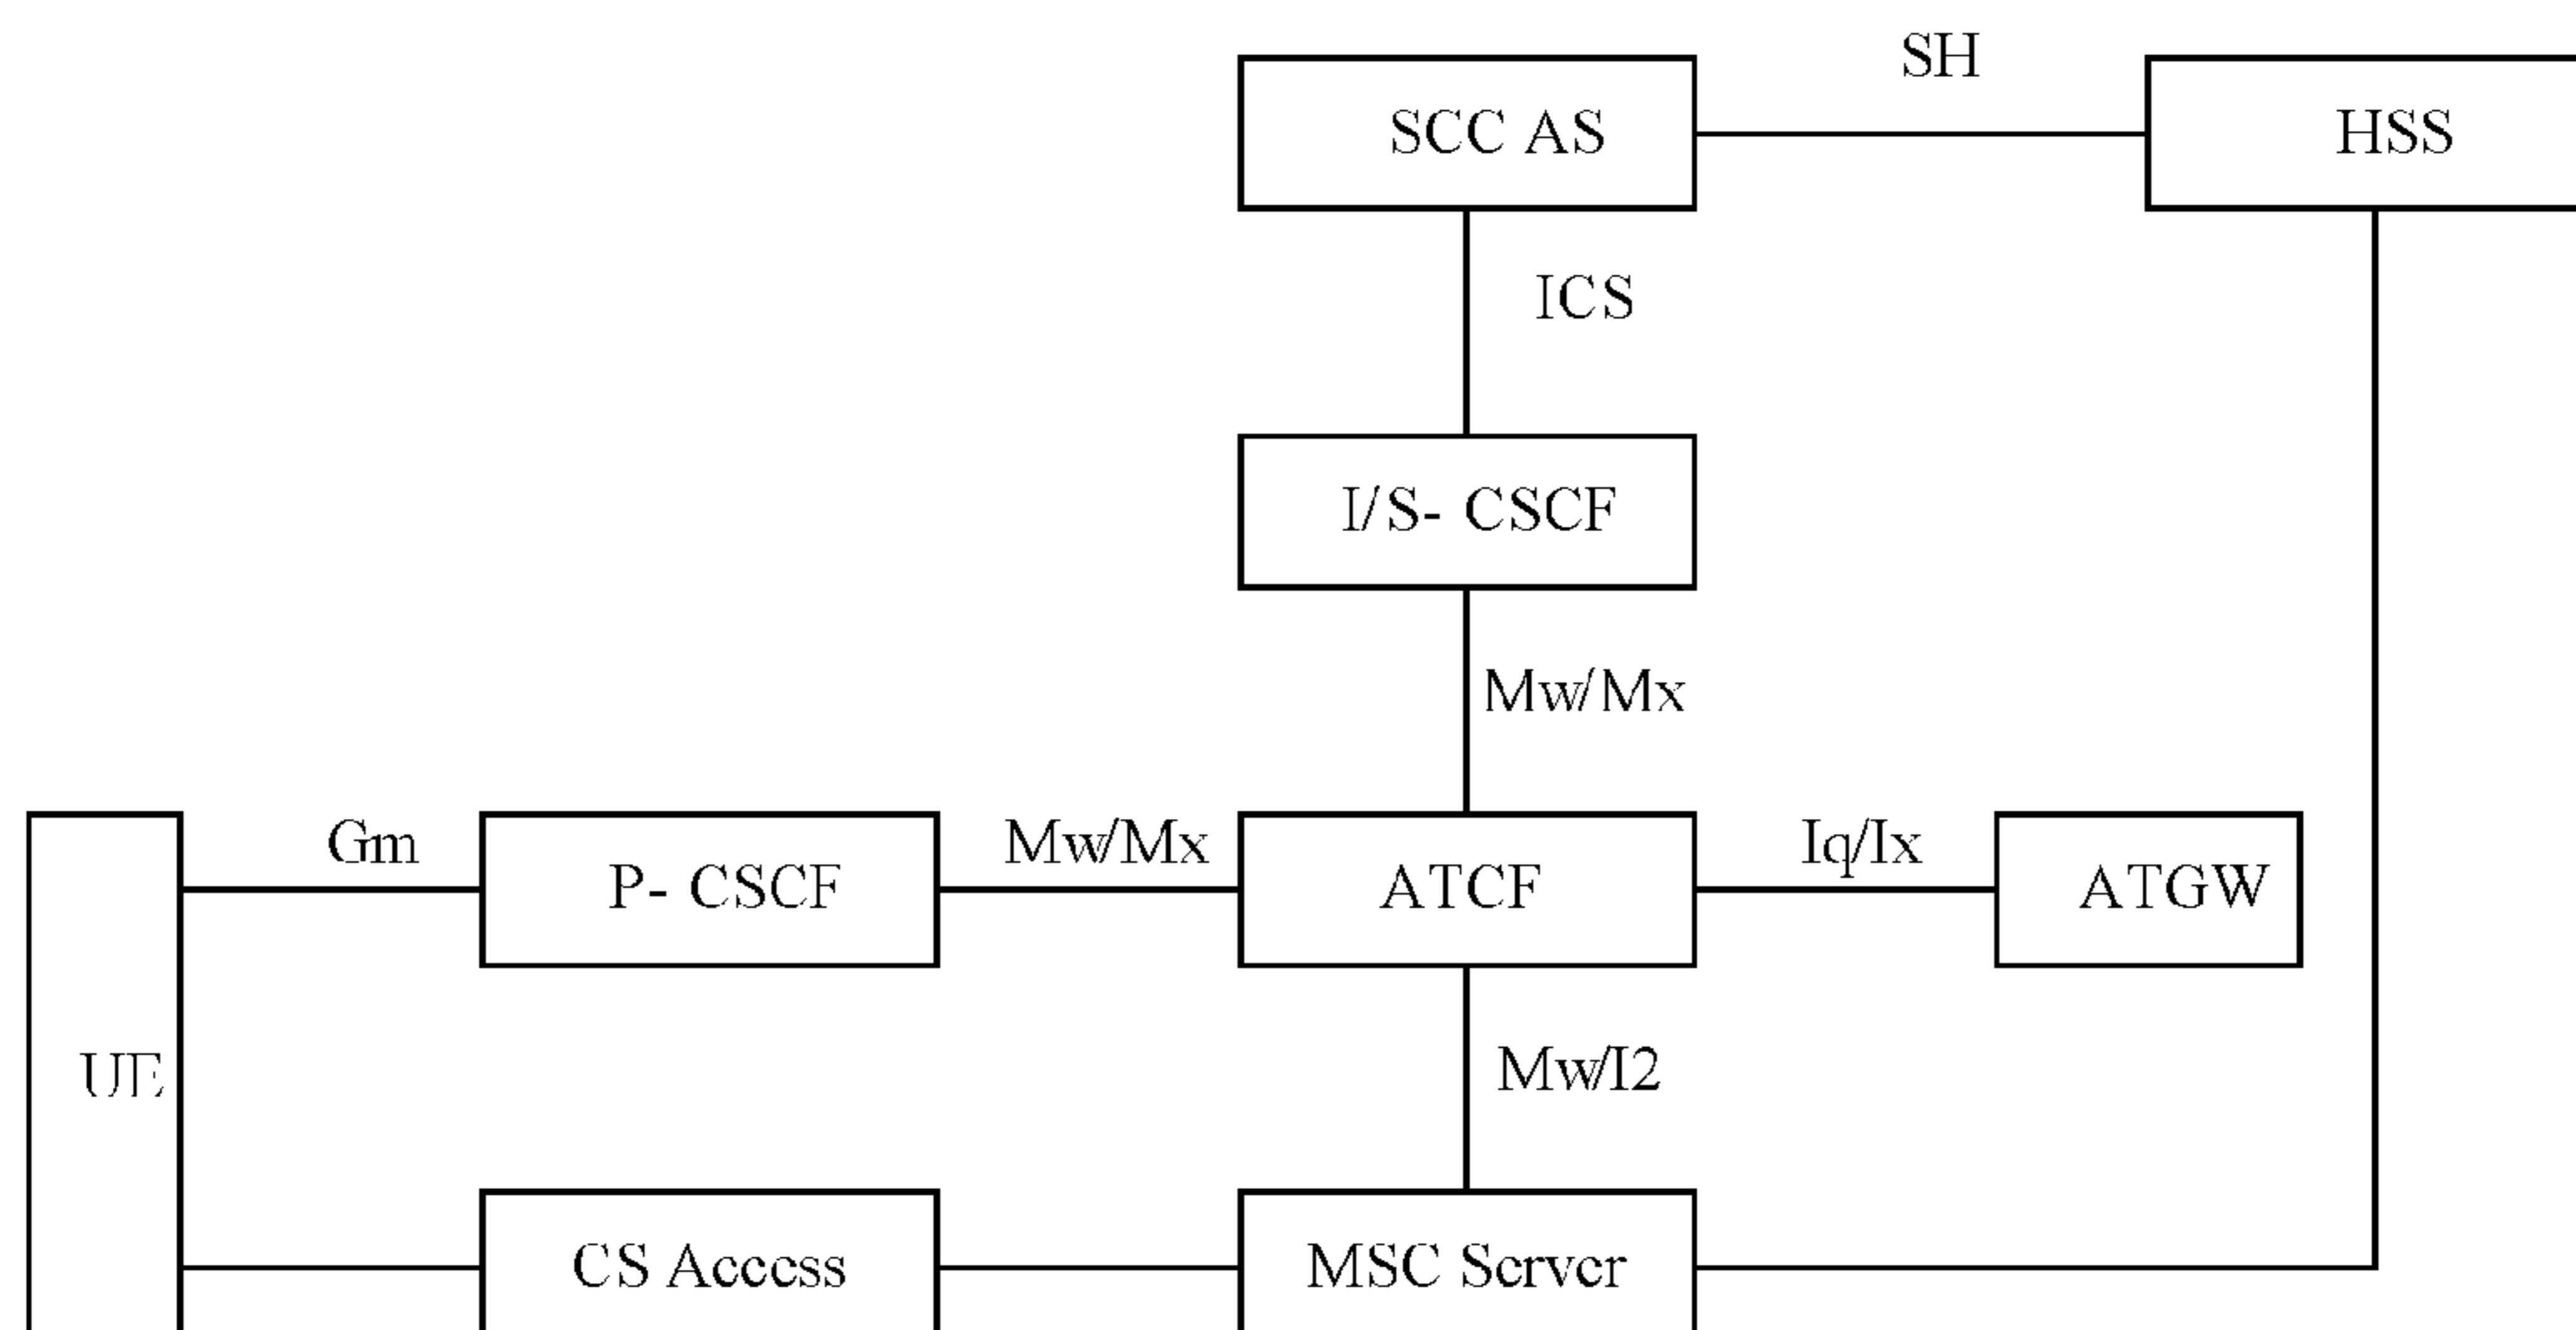 SH
SCC AS
HSS
ICS
I/S- CSCF
Mw/Mx
Gm
P- CSCF
Mw/Mx
ATCF
Iq/Ix
ATGW
UE
Mw/I2
CS Access
MSC Server